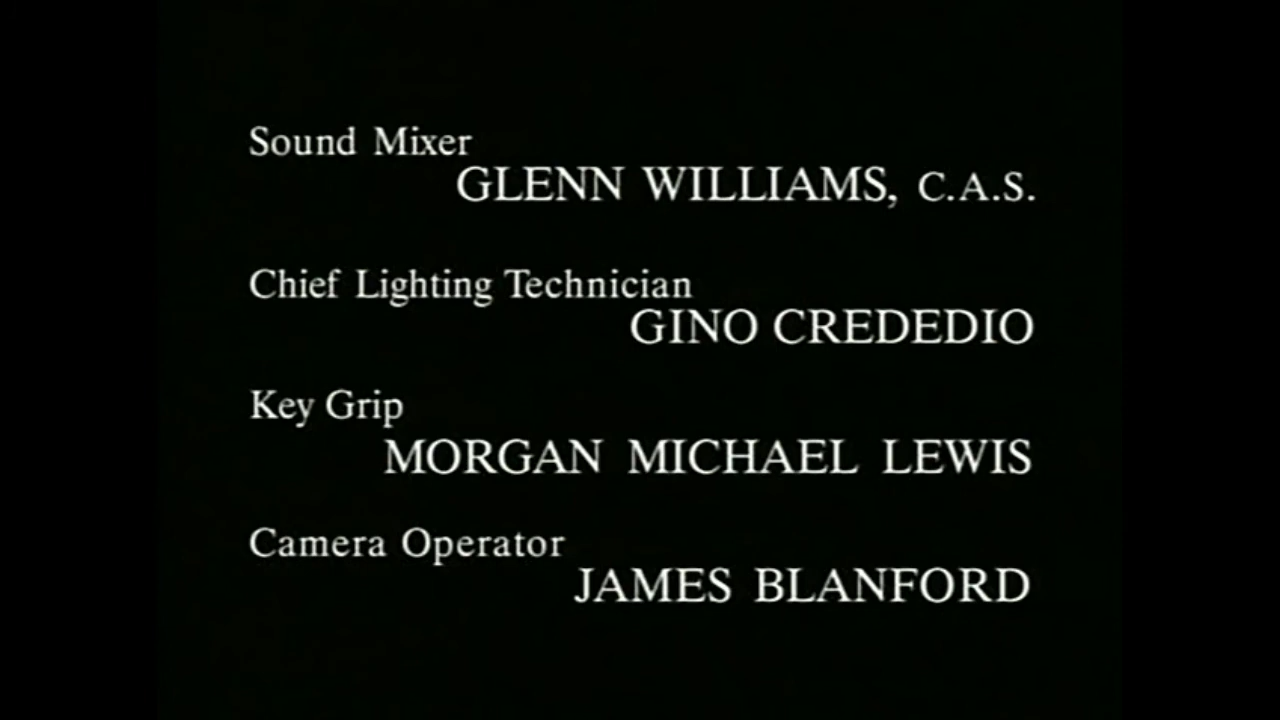 Sound Mixer
GLENN WILLIAMS, C.A.S.
Chief Lighting Technician
GINO CREDEDIO
Key Grip
MORGAN MICHAEL LEWIS
Camera Operator
JAMES BLANFORD